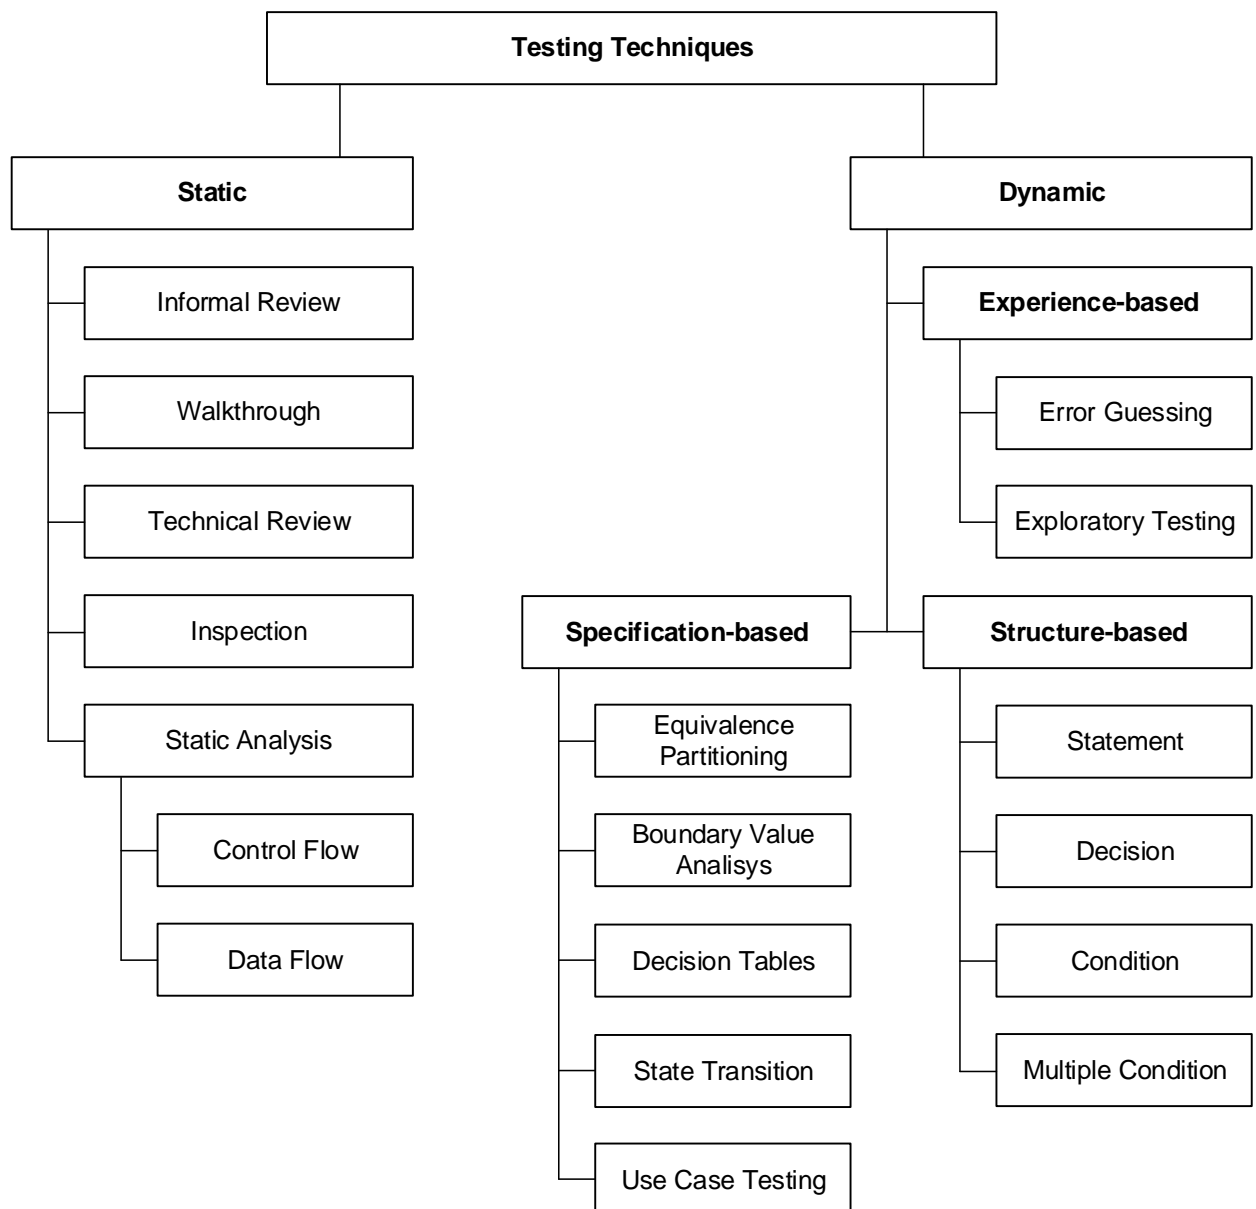 Testing Techniques
Static
Informal Review
Walkthrough
Technical Review
Inspection
Static Analysis
Control Flow
Data Flow
Dynamic
Experience-based
Error Guessing
Exploratory Testing
Specification-based
Equivalence
Partitioning
Boundary Value
Analisys
Decision Tables
State Transition
Use Case Testing
Structure-based
Statement
Decision
Condition
Multiple Condition